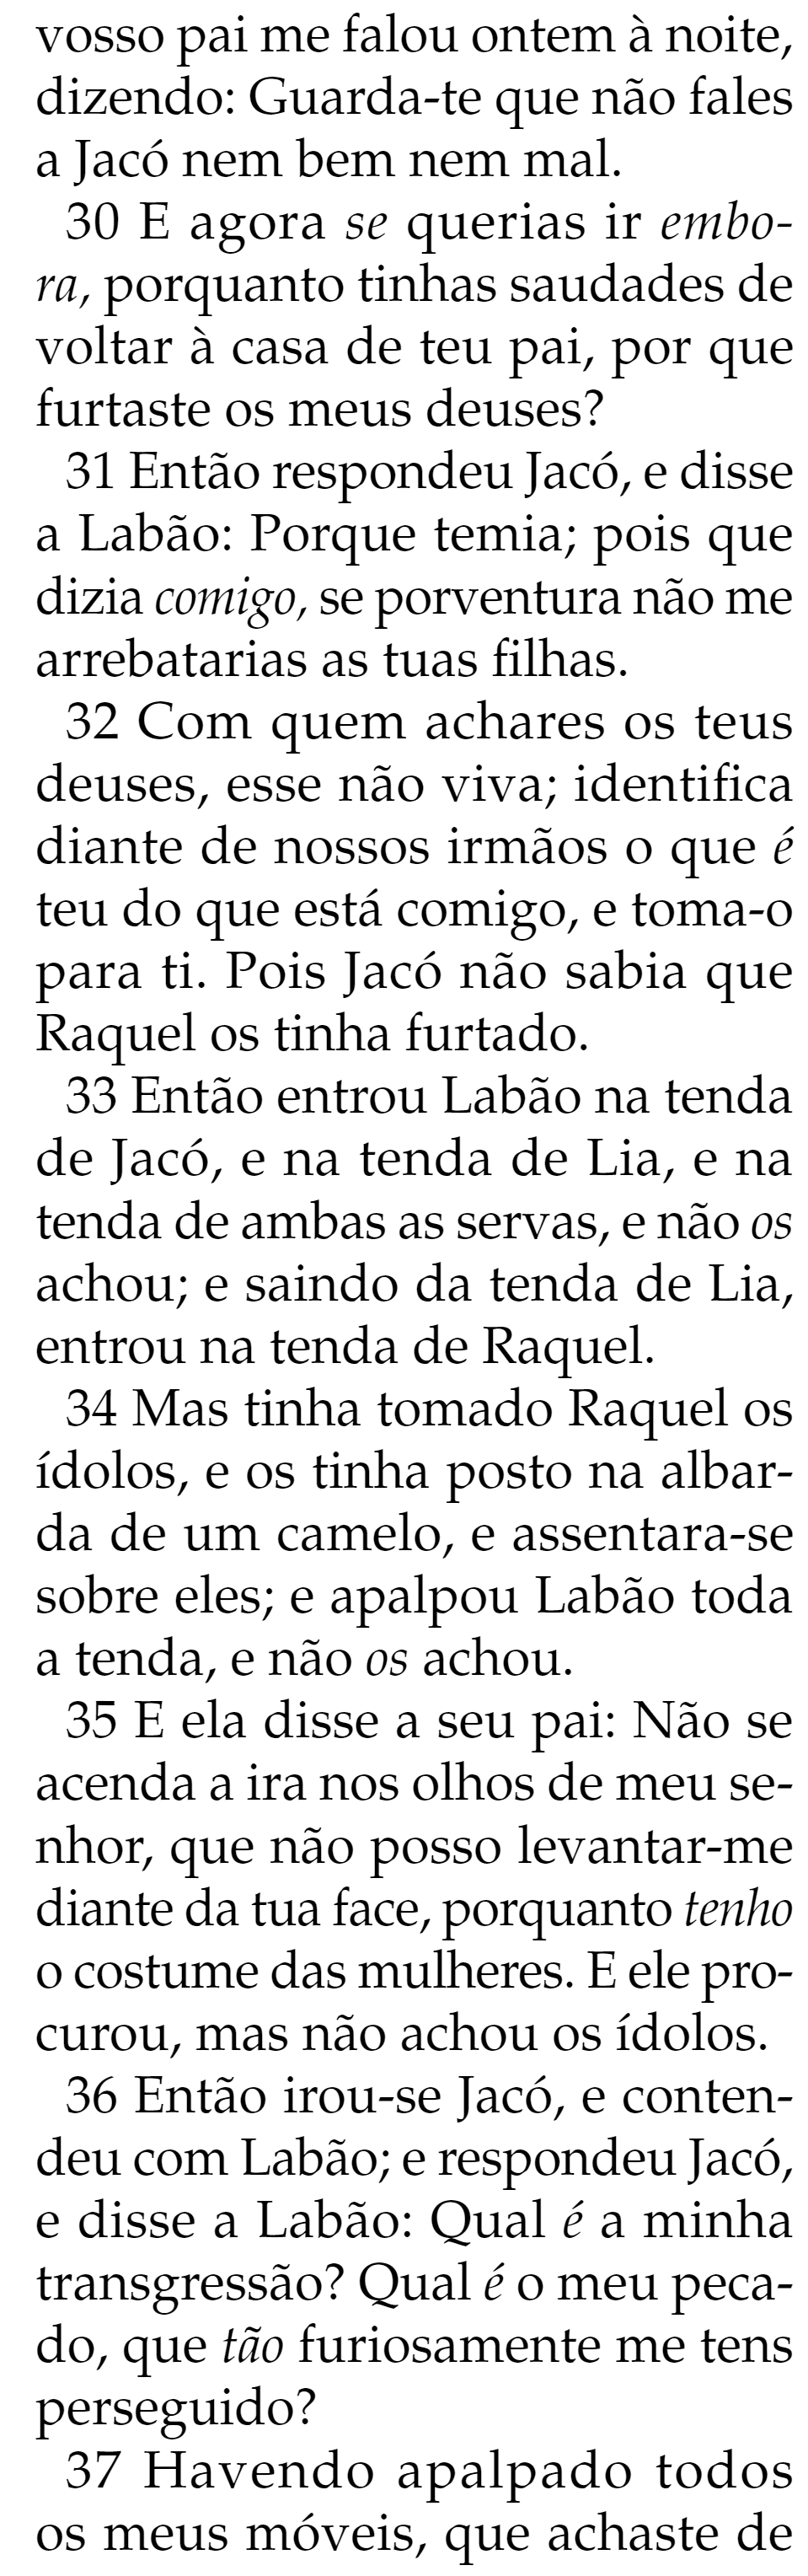 vosso pai me falou ontem à noite,
dizendo: Guarda-te que não fales
a Jacó nem bem nem mal.
30 E agora se querias ir embo-
ra, porquanto tinhas saudades de
voltar à casa de teu pai, por que
furtaste os meus deuses?
31 Então respondeu Jacó, e disse
a Labão: Porque temia; pois que
dizia comigo, se porventura não me
arrebatarias as tuas filhas.
32 Com quem achares os teus
deuses, esse não viva; identifica
diante de nossos irmãos o que é
teu do que está comigo, e toma-o
para ti. Pois Jacó não sabia que
Raquel os tinha furtado.
33 Então entrou Labão na tenda
de Jacó, e na tenda de Lia, e na
tenda de ambas as servas, e não os
achou; e saindo da tenda de Lia,
entrou na tenda de Raquel.
34 Mas tinha tomado Raquel os
ídolos, e os tinha posto na albar-
da de um camelo, e assentara-se
sobre eles; e apalpou Labão toda
a tenda, e não os achou.
35 E ela disse a seu pai: Não se
acenda a ira nos olhos de meu se-
nhor, que não posso levantar-me
diante da tua face, porquanto tenho
o costume das mulheres. E ele pro-
curou, mas não achou os ídolos.
36 Então irou-se Jacó, e conten-
deu com Labão; e respondeu Jacó,
e disse a Labão: Qual é a minha
transgressão? Qual é o meu peca-
do, que tão furiosamente me tens
perseguido?
37 Havendo apalpado todos
os meus móveis, que achaste de